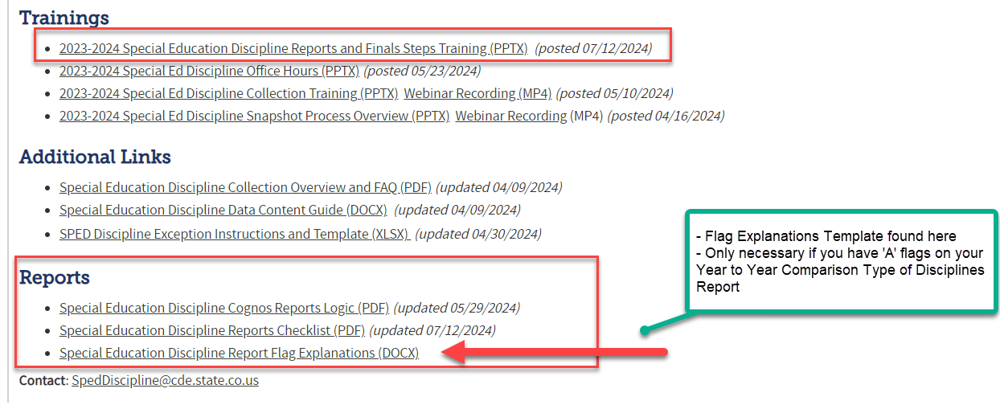 Trainings
2023-2024 Special Education Discipline Reports and Finals Steps Training (PPTX) (posted 07/12/2024)
2023-2024 Special Ed Discipline Office Hours (PPTX) (posted 05/23/2024)
2023-2024 Special Ed Discipline Collection Training (PPTX) Webinar Recording (MP4) (posted 05/10/2024)
2023-2024 Special Ed Discipline Snapshot Process Overview (PPTX) Webinar Recording (MP4) (posted 04/16/2024)
Additional Links
Special Education Discipline Collection Overview and FAQ (PDF) (updated 04/09/2024)
Special Education Discipline Data Content Guide (DOCX) (updated 04/09/2024)
SPED Discipline Exception Instructions and Template (XLSX) (updated 04/30/2024)
Reports
Special Education Discipline Cognos Reports Logic (PDF) (updated 05/29/2024)
Special Education Discipline Reports Checklist (PDF) (updated 07/12/2024)
Special Education Discipline Report Flag Explanations (DOCX)
Contact: SpedDiscipline@cde.state.co.us
- Flag Explanations Template found here
- Only necessary if you have 'A' flags on your
Year to Year Comparison Type of Disciplines
Report